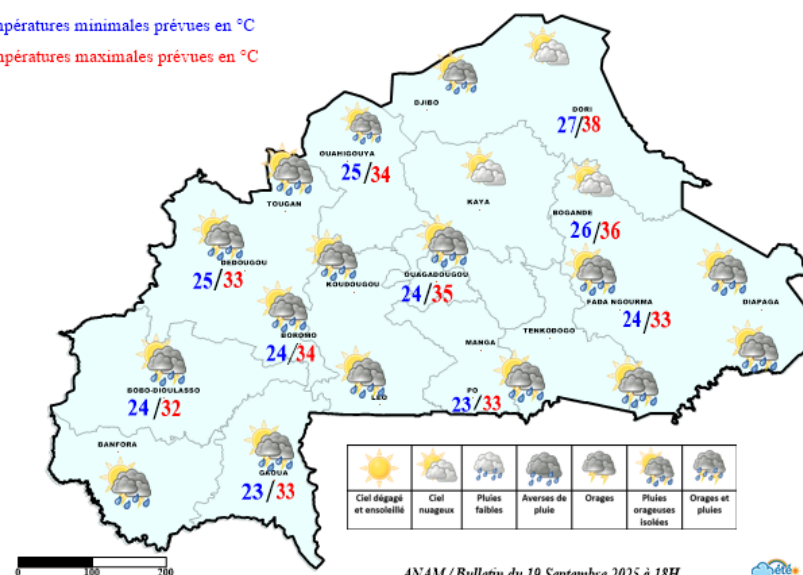 pératures minimales prévues en °C
pératures maximales prévues en °C
DJIBO
DORI
27/38
OUAHIGOUYA
25/34
TOUGAN
KAYA
BOGANDE
26/36
DEDOUGOU
25/33
KOUDOUGOU
OUAGADOUGOU
24/35
FADA NGOURMA
24/33
DIAPAGA
BOROMO
24/34
TENKODOGO
MANGA
BOBO-DIOULASSO
24/32
LEO
PO
23/33
BANFORA
GAOUA
23/33
Ciel dégagé et ensoleillé
Ciel nuageux
Pluies faibles
Averses de pluie
Orages
Pluies orageuses isolées
Orages et pluies
0 100 200
ANAM / Bulletin du 19 Septembre 2025 à 18H
été